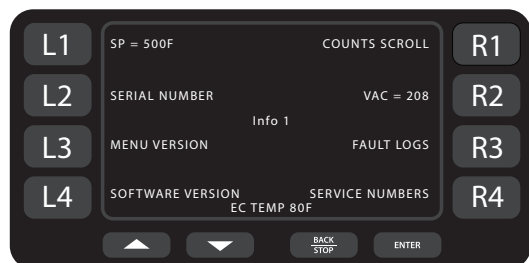 L1 SP = 500F COUNTS SCROLL R1
L2 SERIAL NUMBER VAC = 208 R2
Info 1
L3 MENU VERSION FAULT LOGS R3
L4 SOFTWARE VERSION SERVICE NUMBERS R4
EC TEMP 80F
BACK
STOP
ENTER